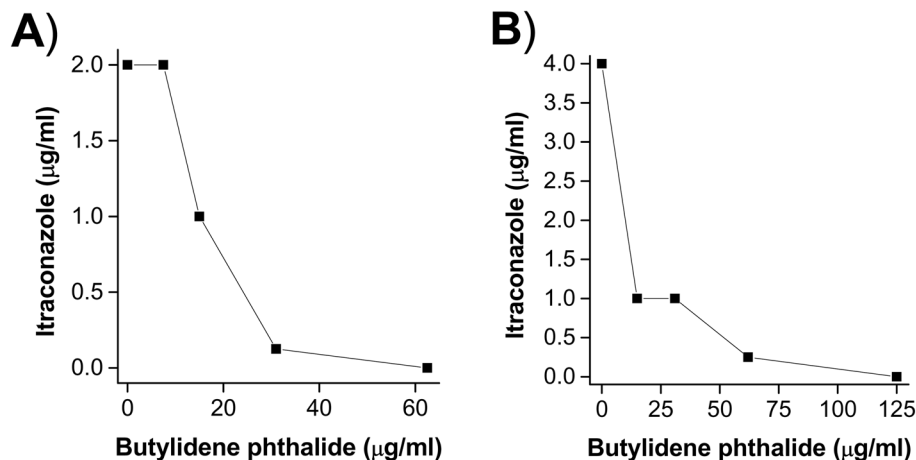 A)
Itraconazole (μg/ml)
2.0
1.5
1.0
0.5
0.0
0 20 40 60
Butylidene phthalide (μg/ml)
B)
Itraconazole (μg/ml)
4.0
3.5
3.0
2.5
2.0
1.5
1.0
0.5
0.0
0 25 50 75 100 125
Butylidene phthalide (μg/ml)